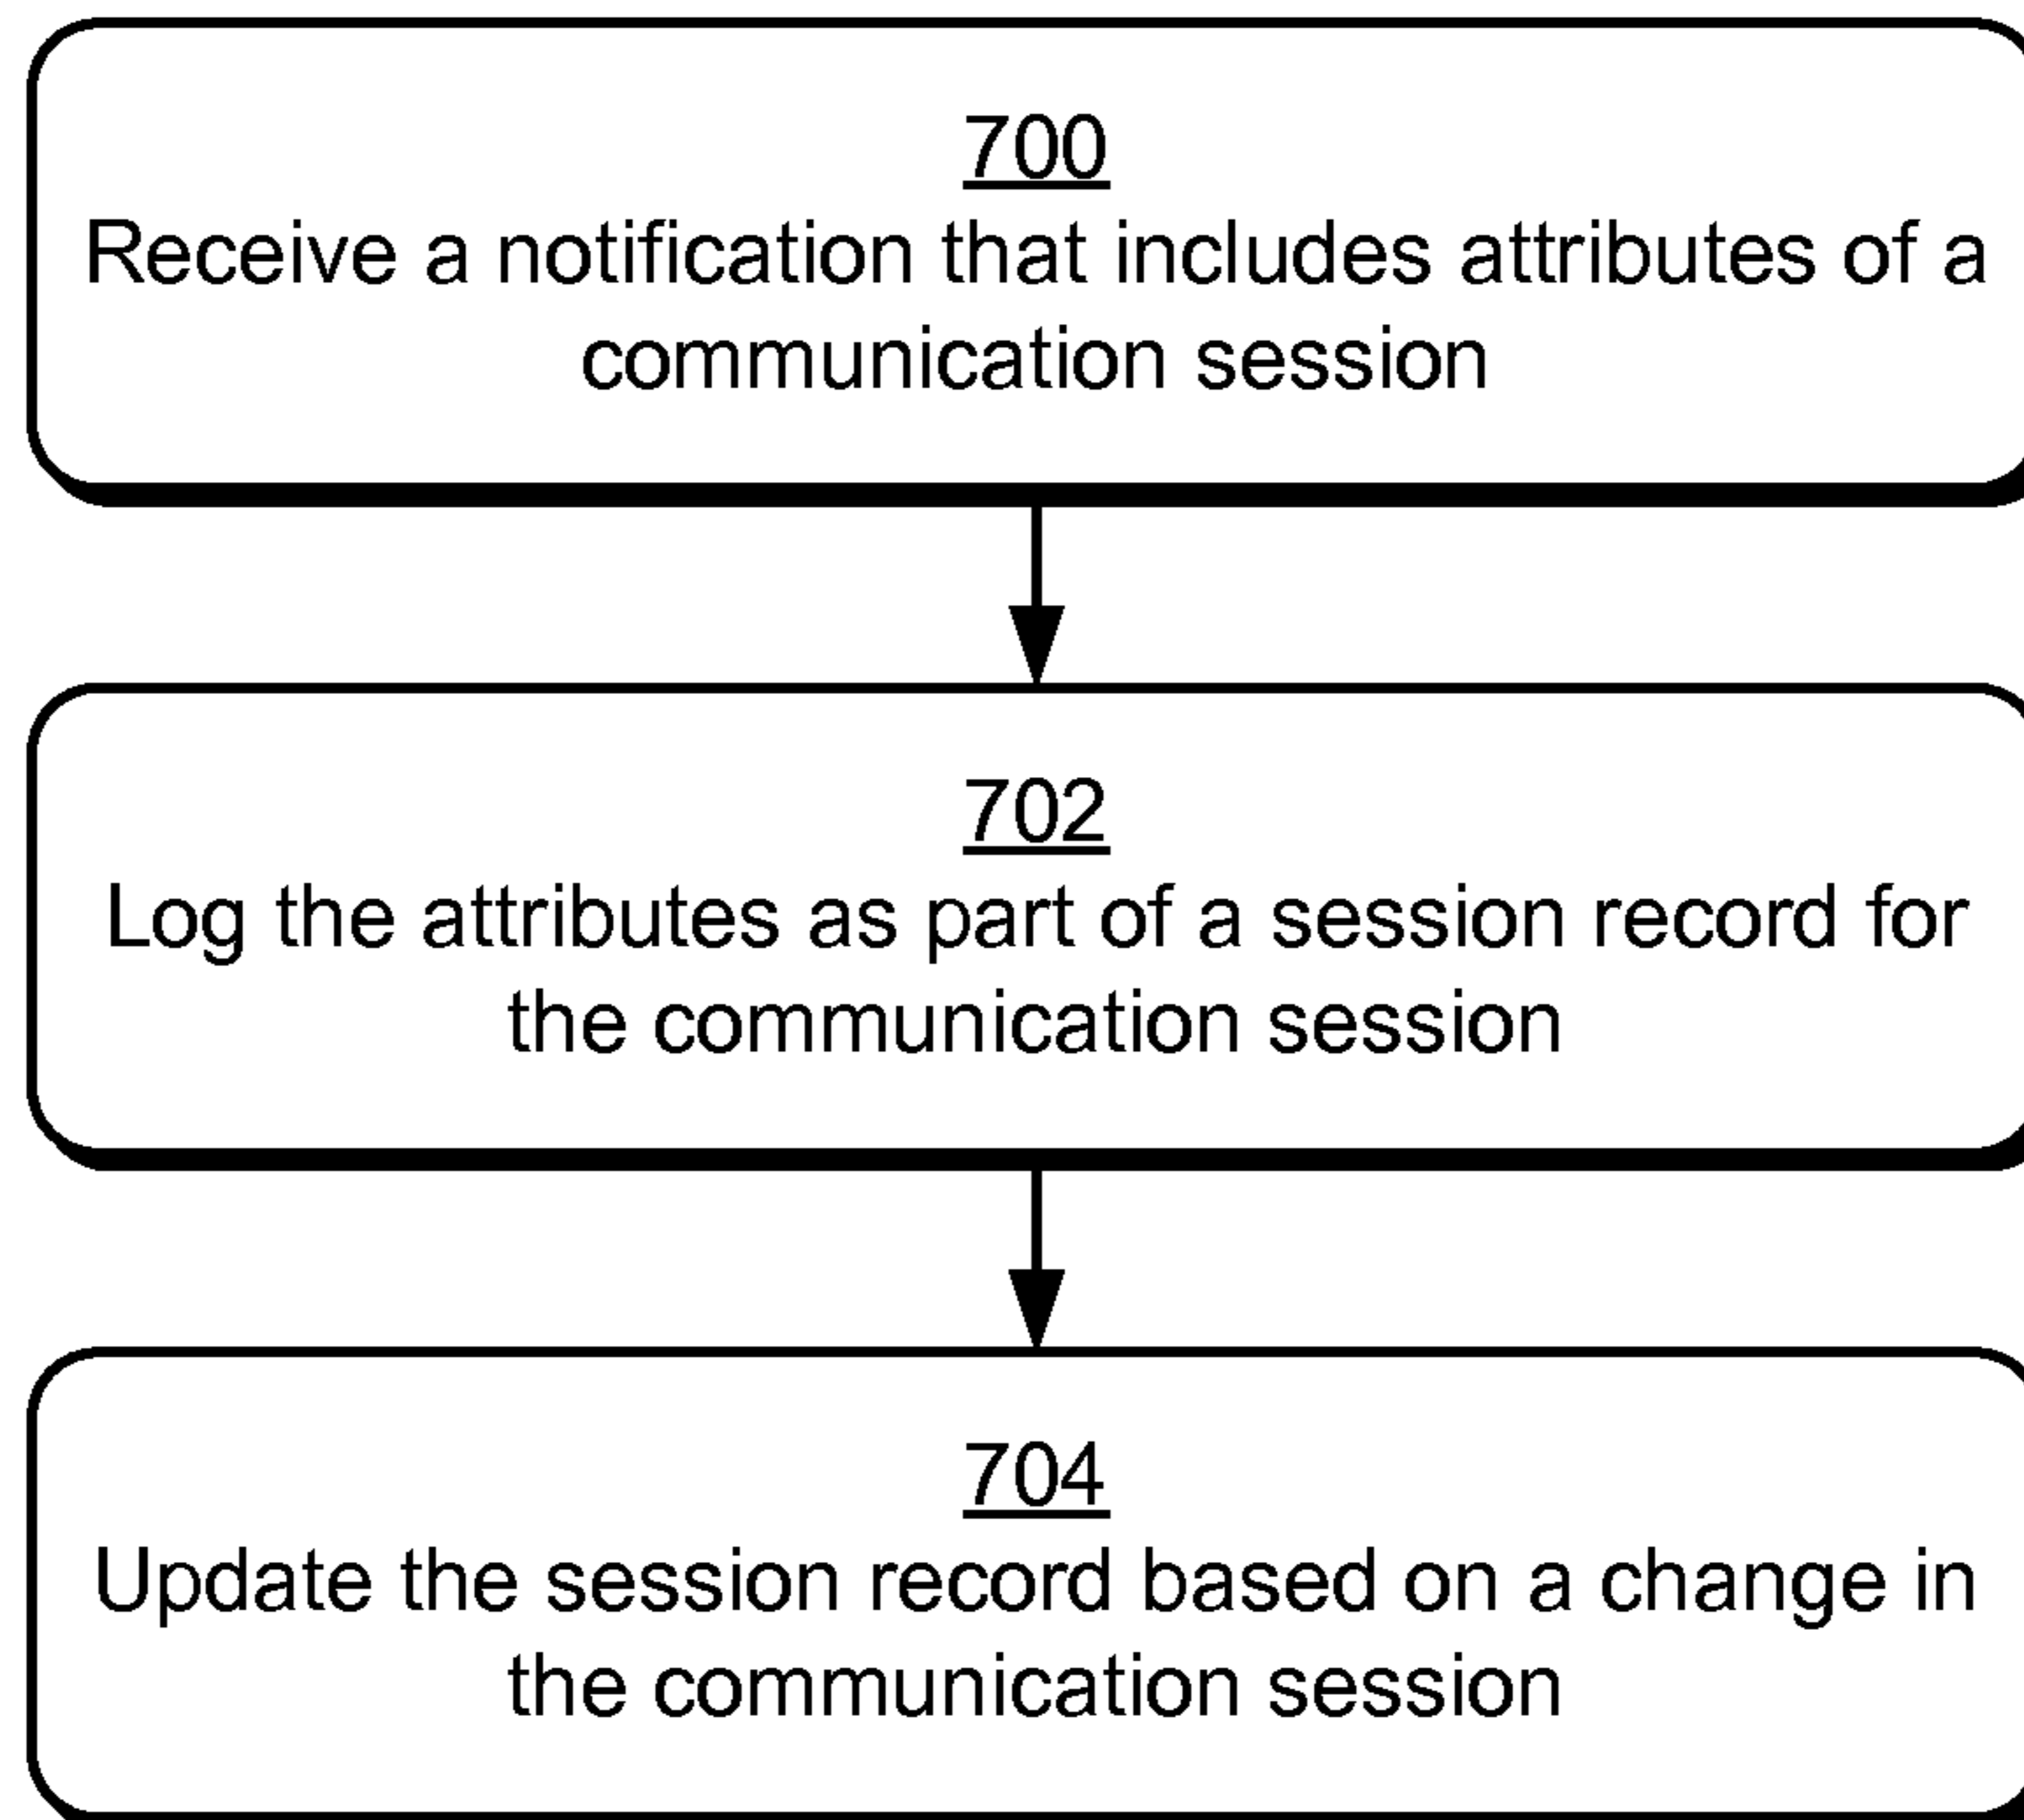 700
Receive a notification that includes attributes of a
communication session
702
Log the attributes as part of a session record for
the communication session
704
Update the session record based on a change in
the communication session